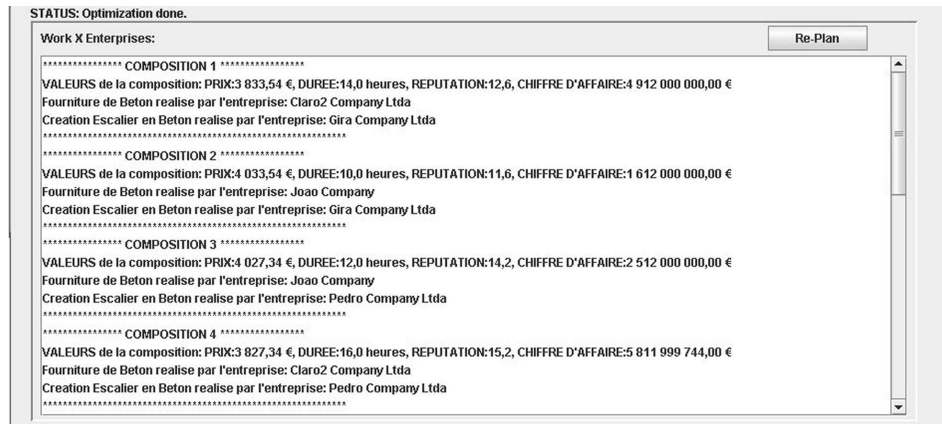 STATUS: Optimization done.
Work X Enterprises:
Re-Plan
**************** COMPOSITION 1 *****************
VALEURS de la composition: PRIX:3 833,54 €, DUREE:14,0 heures, REPUTATION:12,6, CHIFFRE D'AFFAIRE:4 912 000 000,00 €
Fourniture de Beton realise par l'entreprise: Claro2 Company Ltda
Creation Escalier en Beton realise par l'entreprise: Gira Company Ltda
*************************************************************
**************** COMPOSITION 2 *****************
VALEURS de la composition: PRIX:4 033,54 €, DUREE:10,0 heures, REPUTATION:11,6, CHIFFRE D'AFFAIRE:1 612 000 000,00 €
Fourniture de Beton realise par l'entreprise: Joao Company
Creation Escalier en Beton realise par l'entreprise: Gira Company Ltda
*************************************************************
**************** COMPOSITION 3 *****************
VALEURS de la composition: PRIX:4 027,34 €, DUREE:12,0 heures, REPUTATION:14,2, CHIFFRE D'AFFAIRE:2 512 000 000,00 €
Fourniture de Beton realise par l'entreprise: Joao Company
Creation Escalier en Beton realise par l'entreprise: Pedro Company Ltda
*************************************************************
**************** COMPOSITION 4 *****************
VALEURS de la composition: PRIX:3 827,34 €, DUREE:16,0 heures, REPUTATION:15,2, CHIFFRE D'AFFAIRE:5 811 999 744,00 €
Fourniture de Beton realise par l'entreprise: Claro2 Company Ltda
Creation Escalier en Beton realise par l'entreprise: Pedro Company Ltda
*************************************************************